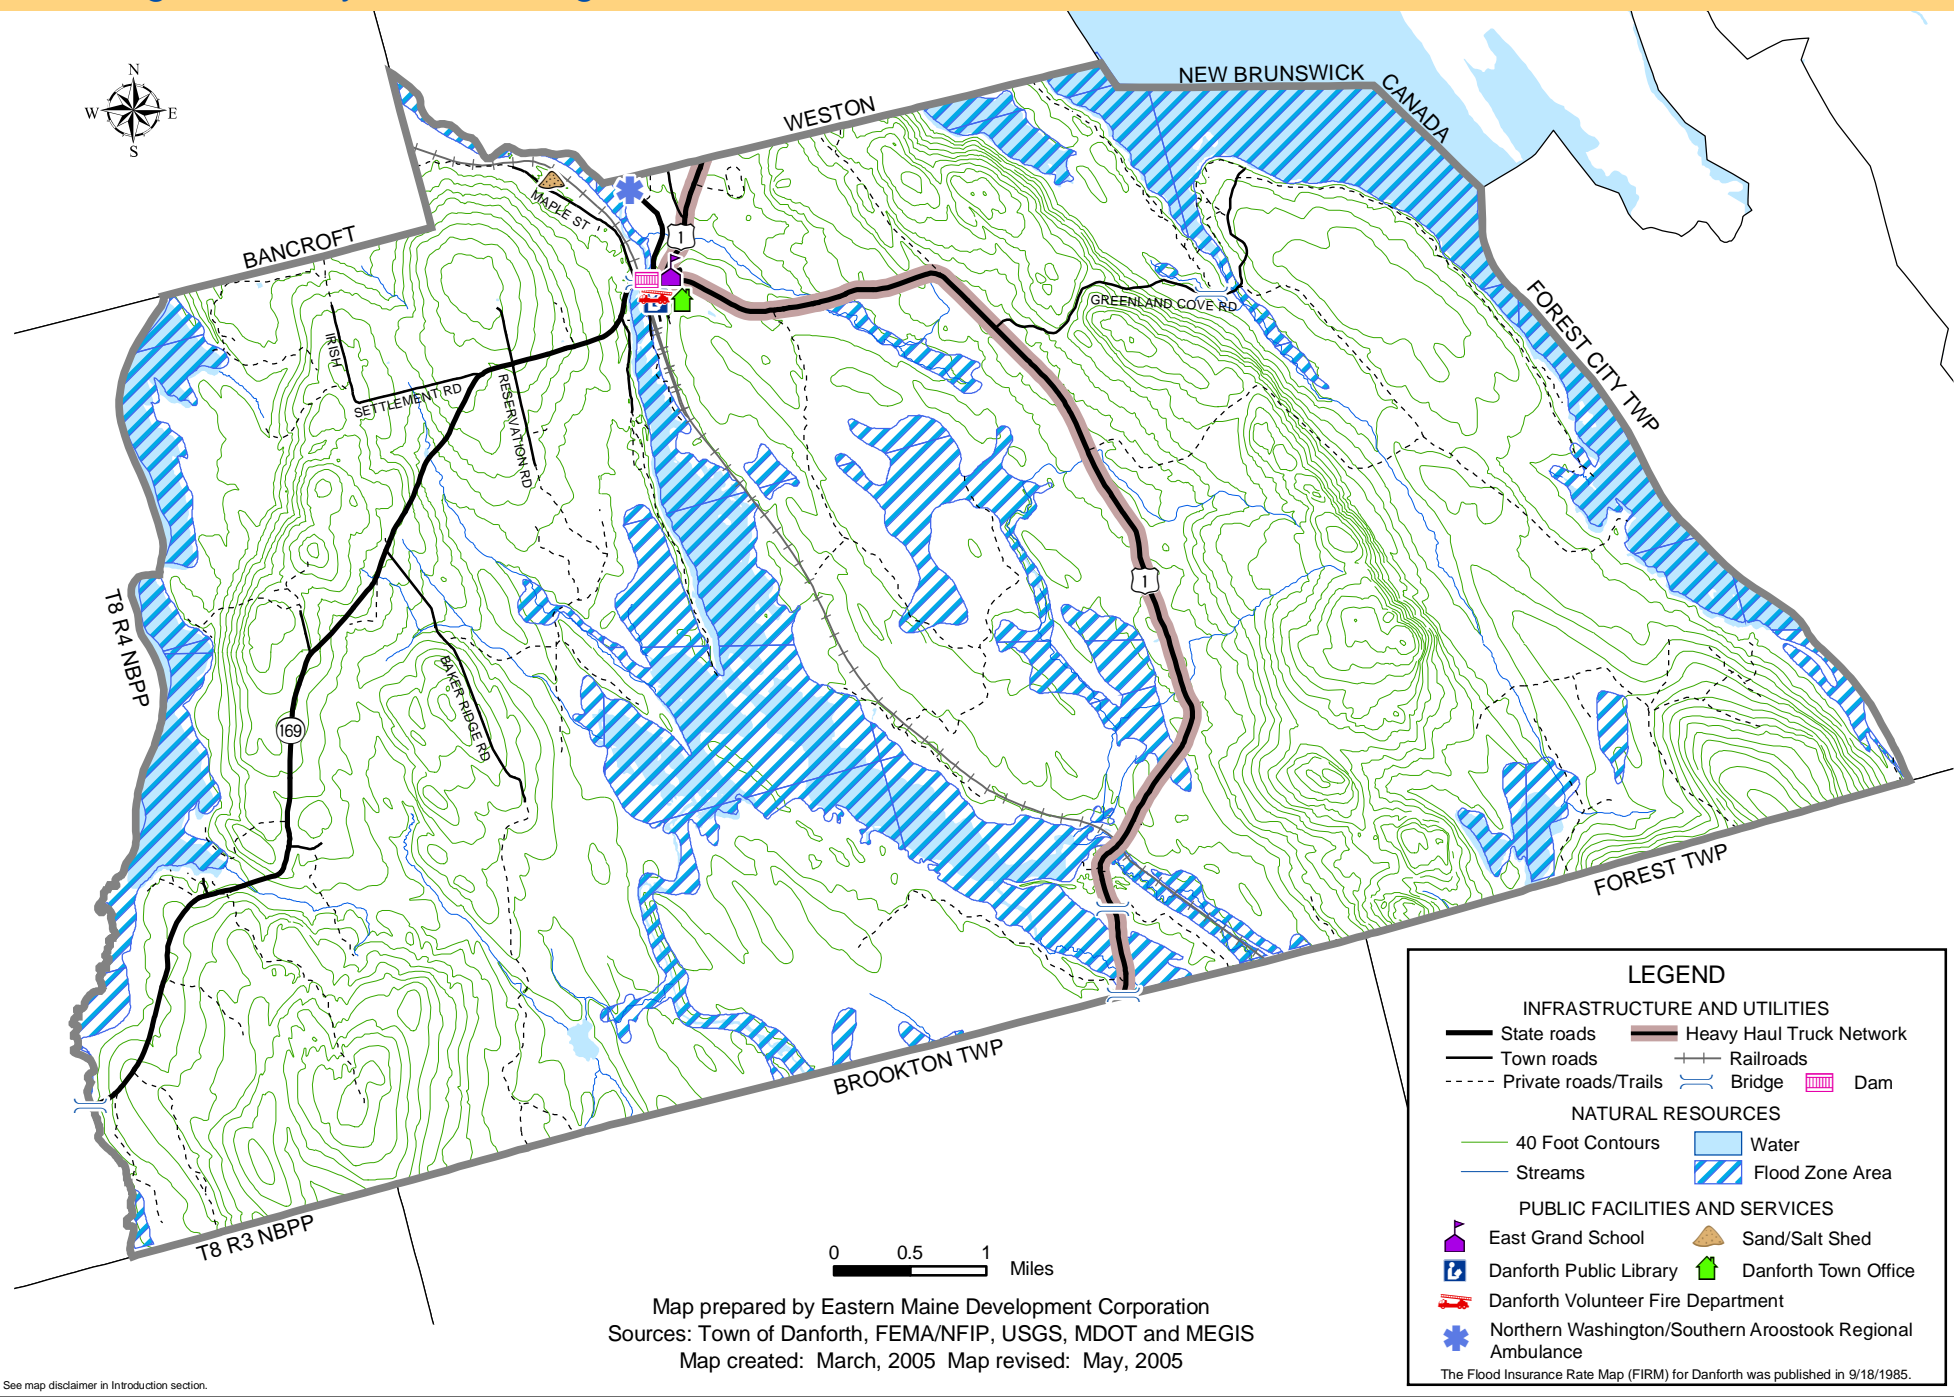 N
W E
S
NEW BRUNSWICK
CANADA
WESTON
BANCROFT
MAPLE ST
1
GREENLAND COVE RD
FOREST CITY TWP
IRISH
SETTLEMENT RD
RESERVATION RD
1
T8 R4 NBPP
BAKER RIDGE RD
169
FOREST TWP
BROOKTON TWP
T8 R3 NBPP
LEGEND
INFRASTRUCTURE AND UTILITIES
State roads Heavy Haul Truck Network
Town roads Railroads
Private roads/Trails Bridge Dam
NATURAL RESOURCES
40 Foot Contours Water
Streams Flood Zone Area
PUBLIC FACILITIES AND SERVICES
East Grand School Sand/Salt Shed
Danforth Public Library Danforth Town Office
Danforth Volunteer Fire Department
Northern Washington/Southern Aroostook Regional
Ambulance
The Flood Insurance Rate Map (FIRM) for Danforth was published in 9/18/1985.
0 0.5 1
Miles
Map prepared by Eastern Maine Development Corporation
Sources: Town of Danforth, FEMA/NFIP, USGS, MDOT and MEGIS
Map created: March, 2005 Map revised: May, 2005
See map disclaimer in Introduction section.